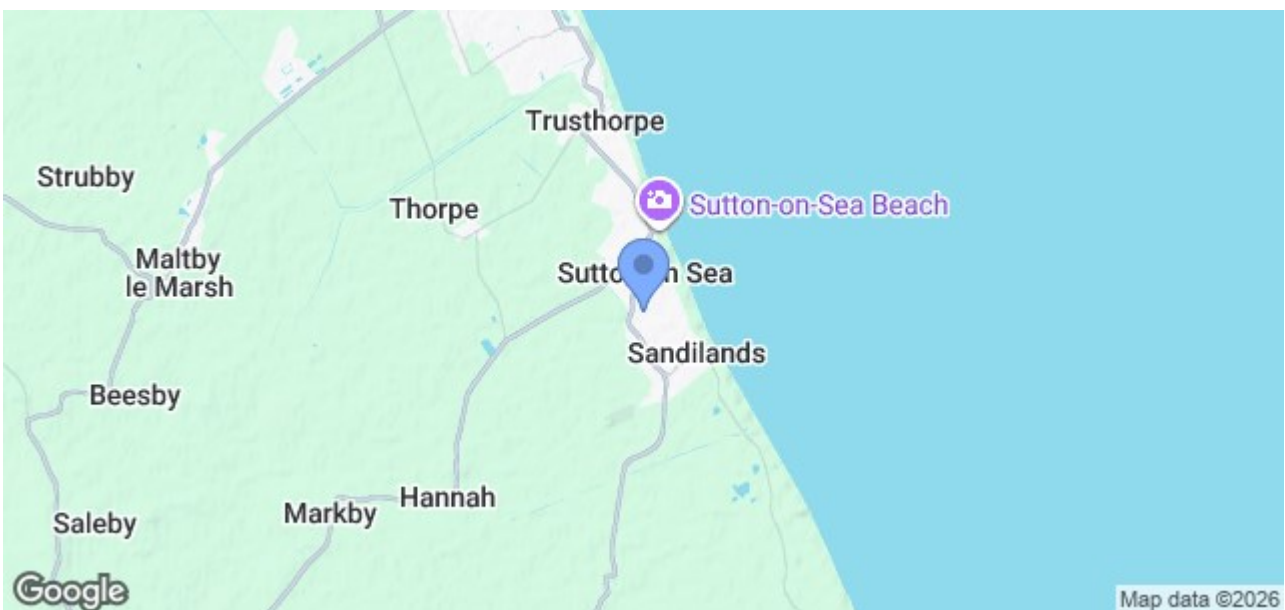 Trusthorpe
Strubby
Thorpe
Sutton-on-Sea Beach
Maltby
le Marsh
Sutto n Sea
Sandilands
Beesby
Hannah
Markby
Saleby
Google
Map data ©2026